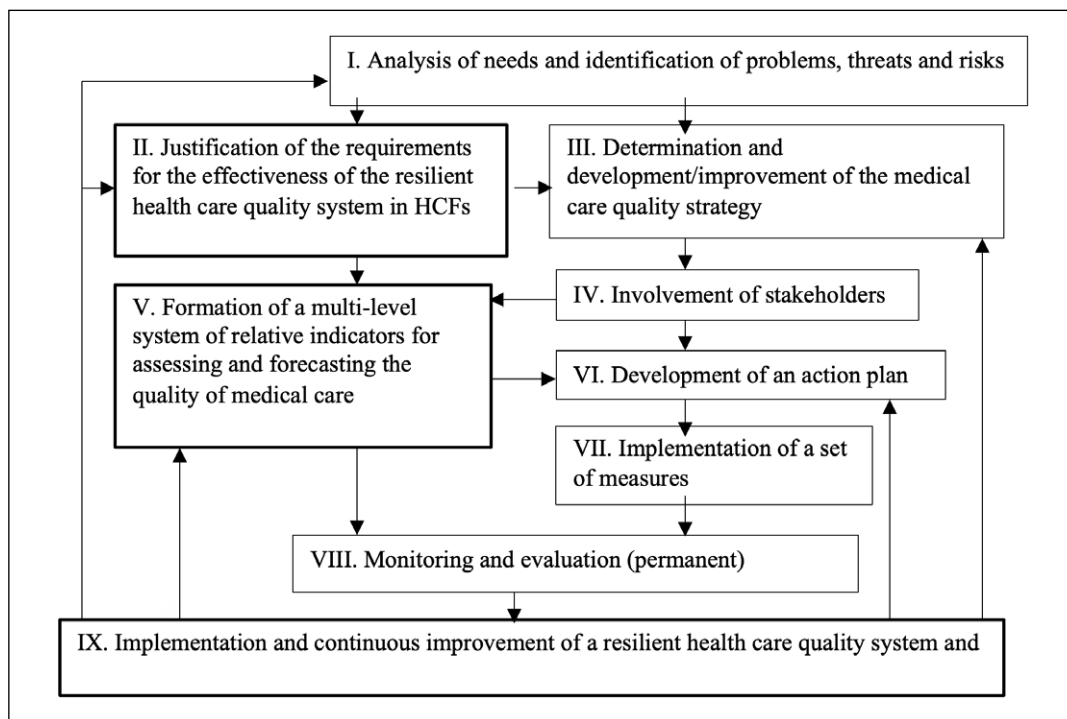 I. Analysis of needs and identification of problems, threats and risks
II. Justification of the requirements
for the effectiveness of the resilient
health care quality system in HCFs
III. Determination and
development/improvement of the medical
care quality strategy
IV. Involvement of stakeholders
V. Formation of a multi-level
system of relative indicators for
assessing and forecasting the
quality of medical care
VI. Development of an action plan
VII. Implementation of a set
of measures
VIII. Monitoring and evaluation (permanent)
IX. Implementation and continuous improvement of a resilient health care quality system and